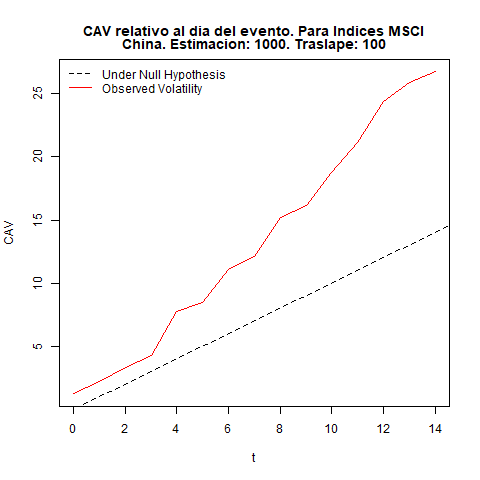 CAV relativo al dia del evento. Para Indices MSCI
China. Estimacion: 1000. Traslape: 100
Under Null Hypothesis
Observed Volatility
25
20
15
10
5
CAV
0 2 4 6 8 10 12 14
t